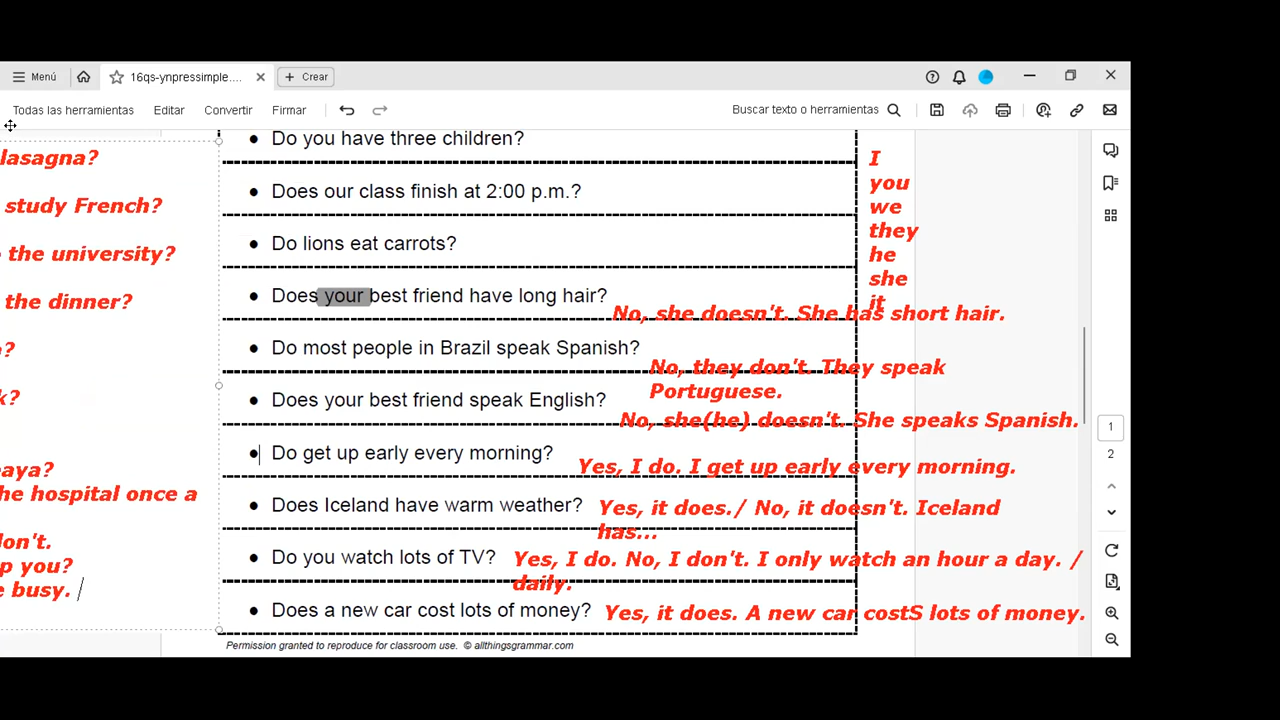 Menú
16qs-ynpressimple....
Crear
Todas las herramientas
Editar
Convertir
Firmar
Buscar texto o herramientas
lasagna?
study French?
the university?
the dinner?
?
k?
aya?
he hospital once a
on't.
p you?
e busy. /
• Do you have three children?
• Does our class finish at 2:00 p.m.?
• Do lions eat carrots?
• Does your best friend have long hair?
No, she doesn't. She has short hair.
• Do most people in Brazil speak Spanish?
No, they don't. They speak
Portuguese.
• Does your best friend speak English?
No, she(he) doesn't. She speaks Spanish.
• Do get up early every morning?
Yes, I do. I get up early every morning.
• Does Iceland have warm weather?
Yes, it does./ No, it doesn't. Iceland
has...
• Do you watch lots of TV?
Yes, I do. No, I don't. I only watch an hour a day. /
daily.
• Does a new car cost lots of money?
Yes, it does. A new car costS lots of money.
I
you
we
they
he
she
it
1
2
Permission granted to reproduce for classroom use. © allthingsgrammar.com